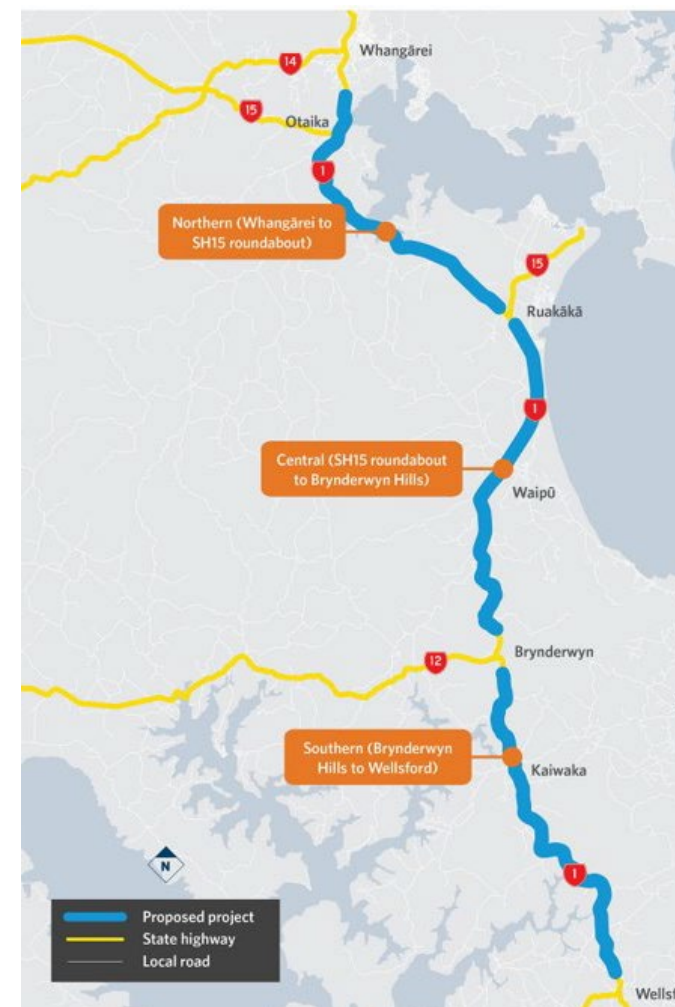 Whangārei
14
15
Otaika
1
Northern (Whangārei to
SH15 roundabout)
15
Ruakākā
1
Central (SH15 roundabout
to Brynderwyn Hills)
Waipū
Brynderwyn
12
Southern (Brynderwyn
Hills to Wellsford)
Kaiwaka
N
1
Proposed project
State highway
Local road
Wellsf